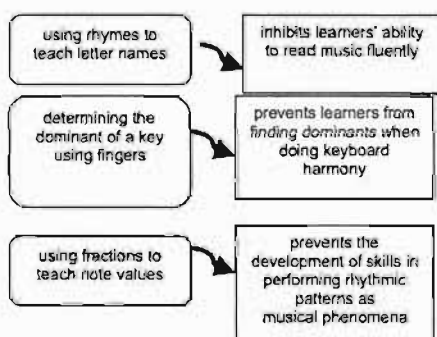 using rhymes to
teach letter names
inhibits learners' ability
to read music fluently
determining the
dominant of a key
using fingers
prevents learners from
finding dominants when
doing keyboard
harmony
using fractions to
teach note values
prevents the
development of skills in
performing rhythmic
patterns as
musical phenomena